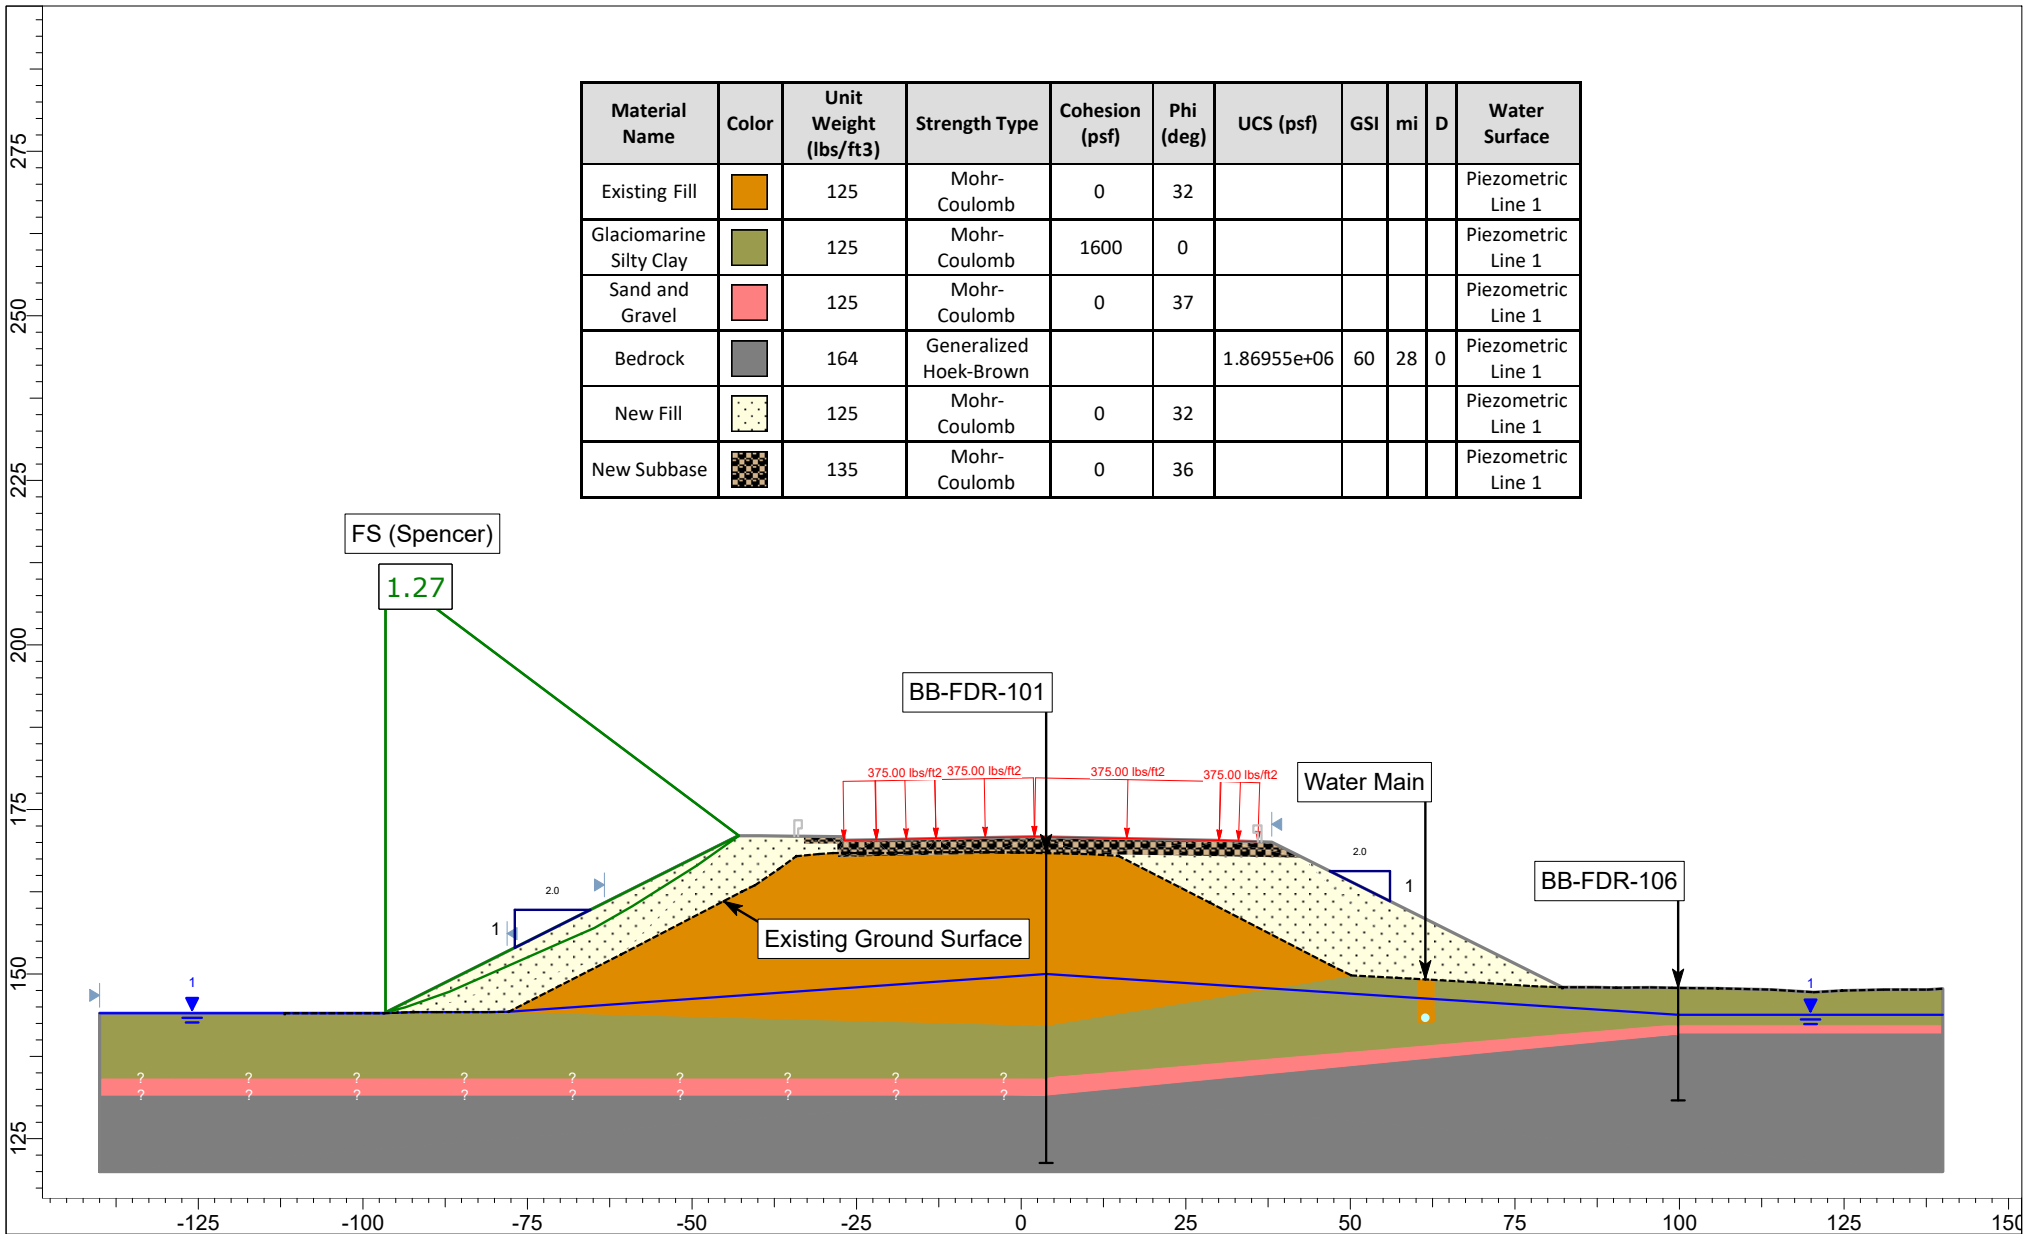 Material Name Color Unit Weight (lbs/ft3) Strength Type Cohesion (psf) Phi (deg) UCS (psf) GSI mi D Water Surface
Existing Fill 125 Mohr-Coulomb 0 32 Piezometric Line 1
Glaciomarine Silty Clay 125 Mohr-Coulomb 1600 0 Piezometric Line 1
Sand and Gravel 125 Mohr-Coulomb 0 37 Piezometric Line 1
Bedrock 164 Generalized Hoek-Brown 1.86955e+06 60 28 0 Piezometric Line 1
New Fill 125 Mohr-Coulomb 0 32 Piezometric Line 1
New Subbase 135 Mohr-Coulomb 0 36 Piezometric Line 1
FS (Spencer)
1.27
BB-FDR-101
375.00 lbs/ft2 375.00 lbs/ft2 375.00 lbs/ft2 375.00 lbs/ft2
Water Main
2.0
1
2.0
1
BB-FDR-106
Existing Ground Surface
1
1
? ? ? ? ? ? ? ? ?
? ? ? ? ? ? ? ? ?
275
250
225
200
175
150
125
-125 -100 -75 -50 -25 0 25 50 75 100 125 150